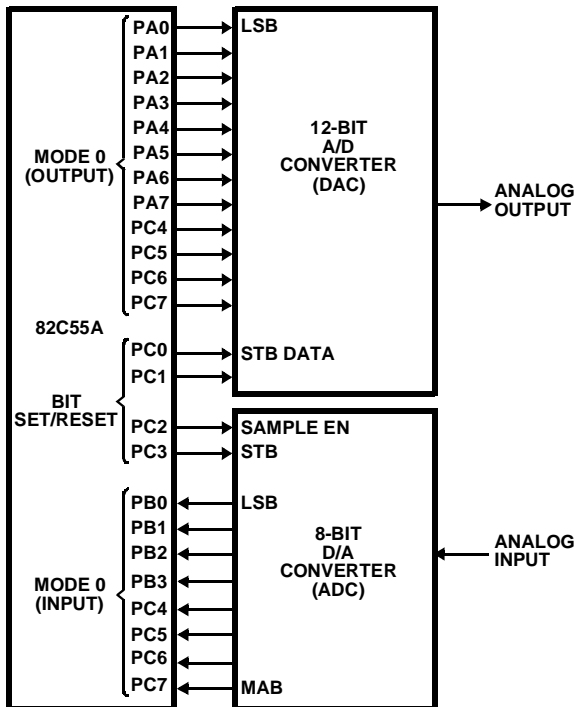 PA0
PA1
PA2
PA3
PA4
PA5
PA6
PA7
PC4
PC5
PC6
PC7
MODE 0
(OUTPUT)
LSB
12-BIT
A/D
CONVERTER
(DAC)
ANALOG
OUTPUT
82C55A
PC0
PC1
PC2
PC3
BIT
SET/RESET
STB DATA
SAMPLE EN
STB
PB0
PB1
PB2
PB3
PC4
PC5
PC6
PC7
MODE 0
(INPUT)
LSB
8-BIT
D/A
CONVERTER
(ADC)
MAB
ANALOG
INPUT